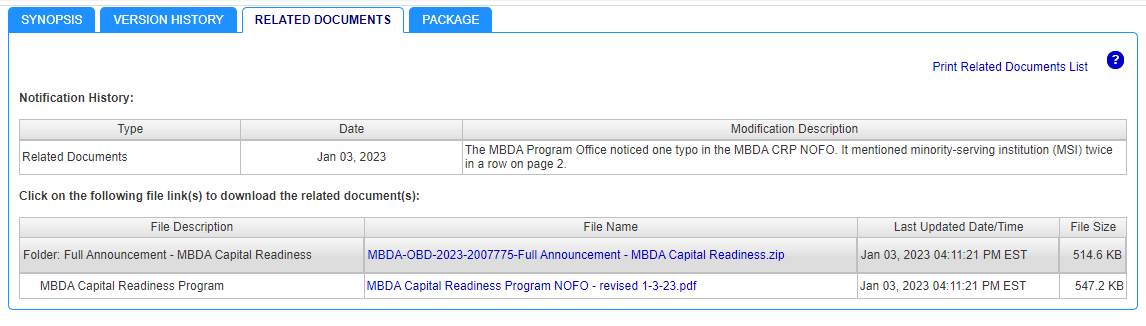 SYNOPSIS VERSION HISTORY RELATED DOCUMENTS PACKAGE
Print Related Documents List ?
Notification History:
Type Date Modification Description
Related Documents Jan 03, 2023 The MBDA Program Office noticed one typo in the MBDA CRP NOFO. It mentioned minority-serving institution (MSI) twice
in a row on page 2.
Click on the following file link(s) to download the related document(s):
File Description File Name Last Updated Date/Time File Size
Folder: Full Announcement - MBDA Capital Readiness MBDA-OBD-2023-2007775-Full Announcement - MBDA Capital Readiness.zip Jan 03, 2023 04:11:21 PM EST 514.6 KB
MBDA Capital Readiness Program MBDA Capital Readiness Program NOFO - revised 1-3-23.pdf Jan 03, 2023 04:11:21 PM EST 547.2 KB